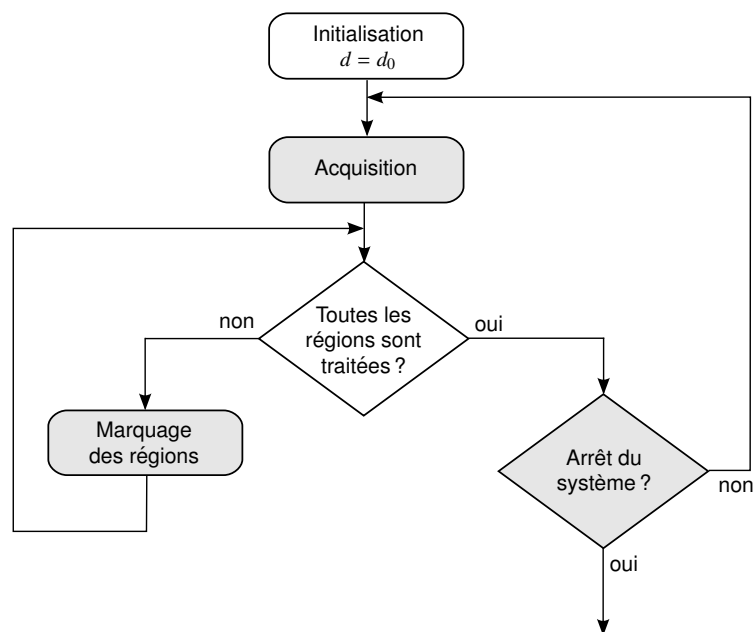 Initialisation
d = d₀
Acquisition
Toutes les
régions sont
traitées ?
non
oui
Marquage
des régions
Arrêt du
système ?
non
oui